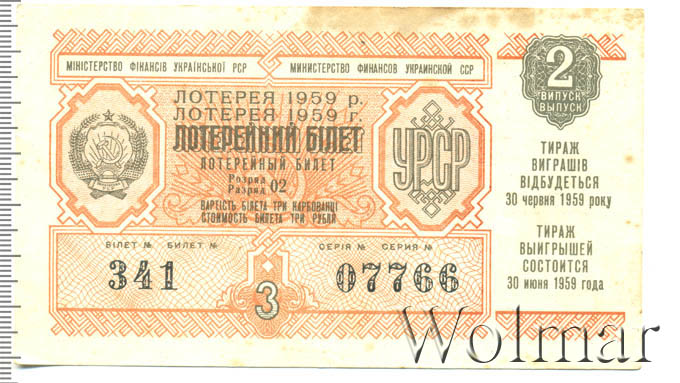 МІНІСТЕРСТВО ФІНАНСІВ УКРАЇНСЬКОЇ РСР
МИНИСТЕРСТВО ФИНАНСОВ УКРАИНСКОЙ ССР
ЛОТЕРЕЯ 1959 р.
ЛОТЕРЕЯ 1959 г.
ЛОТЕРЕЙНИЙ БІЛЕТ
ЛОТЕРЕЙНЫЙ БИЛЕТ
Розряд
Разряд 02
ВАРТІСТЬ БІЛЕТА ТРИ КАРБОВАНЦІ
СТОИМОСТЬ БИЛЕТА ТРИ РУБЛЯ
УРСР
БІЛЕТ № БИЛЕТ №
341
СЕРІЯ № СЕРИЯ №
07766
3
2
ВИПУСК
ВЫПУСК
ТИРАЖ
ВИГРАШІВ
ВІДБУДЕТЬСЯ
30 червня 1959 року
ТИРАЖ
ВЫИГРЫШЕЙ
СОСТОИТСЯ
30 июня 1959 года
Wolmar